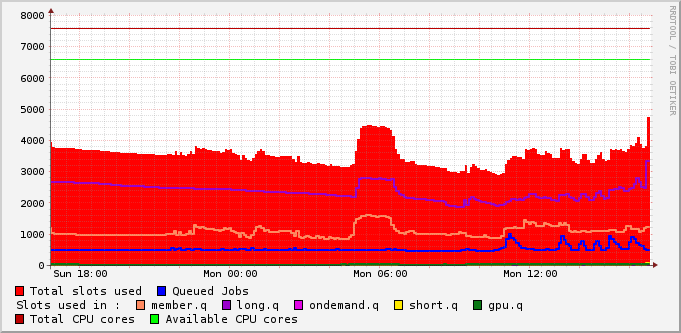 8000
7000
6000
5000
4000
3000
2000
1000
0
Sun 18:00 Mon 00:00 Mon 06:00 Mon 12:00
Total slots used Queued Jobs
Slots used in : member.q long.q ondemand.q short.q gpu.q
Total CPU cores Available CPU cores
RRDTOOL / TOBI OETIKER